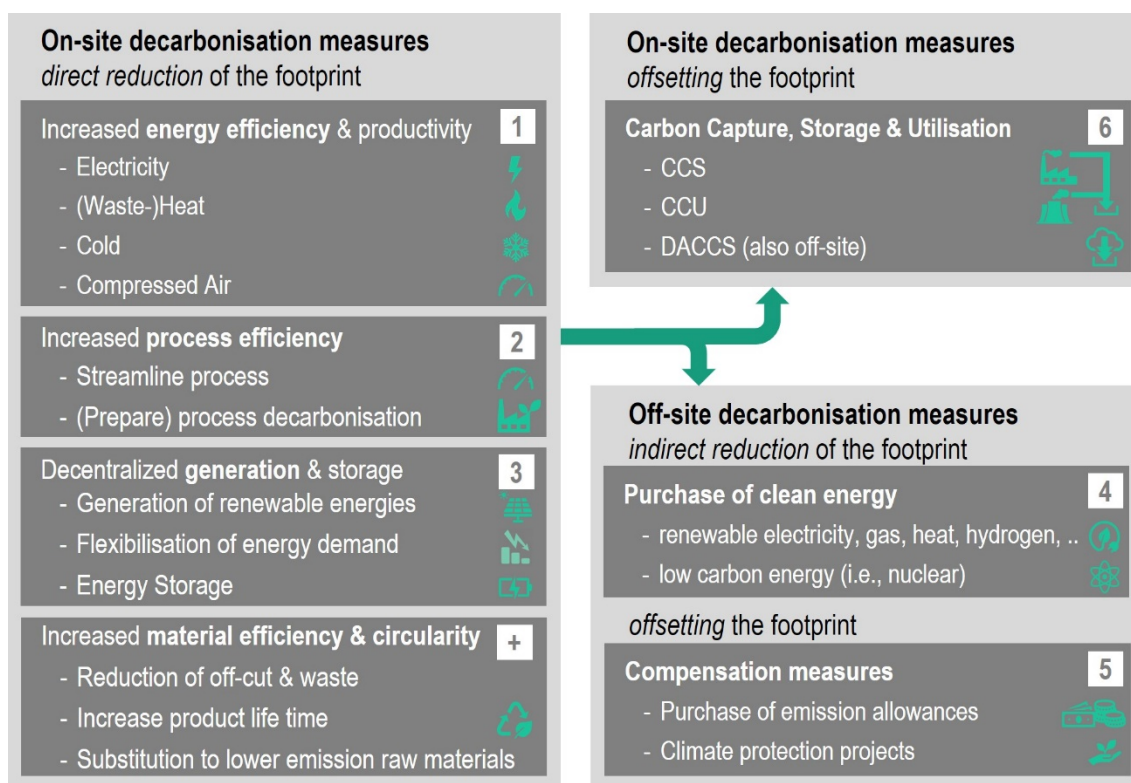 On-site decarbonisation measures
direct reduction of the footprint
Increased energy efficiency & productivity 1
- Electricity
- (Waste-)Heat
- Cold
- Compressed Air
Increased process efficiency 2
- Streamline process
- (Prepare) process decarbonisation
Decentralized generation & storage 3
- Generation of renewable energies
- Flexibilisation of energy demand
- Energy Storage
Increased material efficiency & circularity +
- Reduction of off-cut & waste
- Increase product life time
- Substitution to lower emission raw materials
On-site decarbonisation measures
offsetting the footprint
Carbon Capture, Storage & Utilisation 6
- CCS
- CCU
- DACCS (also off-site)
Off-site decarbonisation measures
indirect reduction of the footprint
Purchase of clean energy 4
- renewable electricity, gas, heat, hydrogen, ..
- low carbon energy (i.e., nuclear)
offsetting the footprint
Compensation measures 5
- Purchase of emission allowances
- Climate protection projects